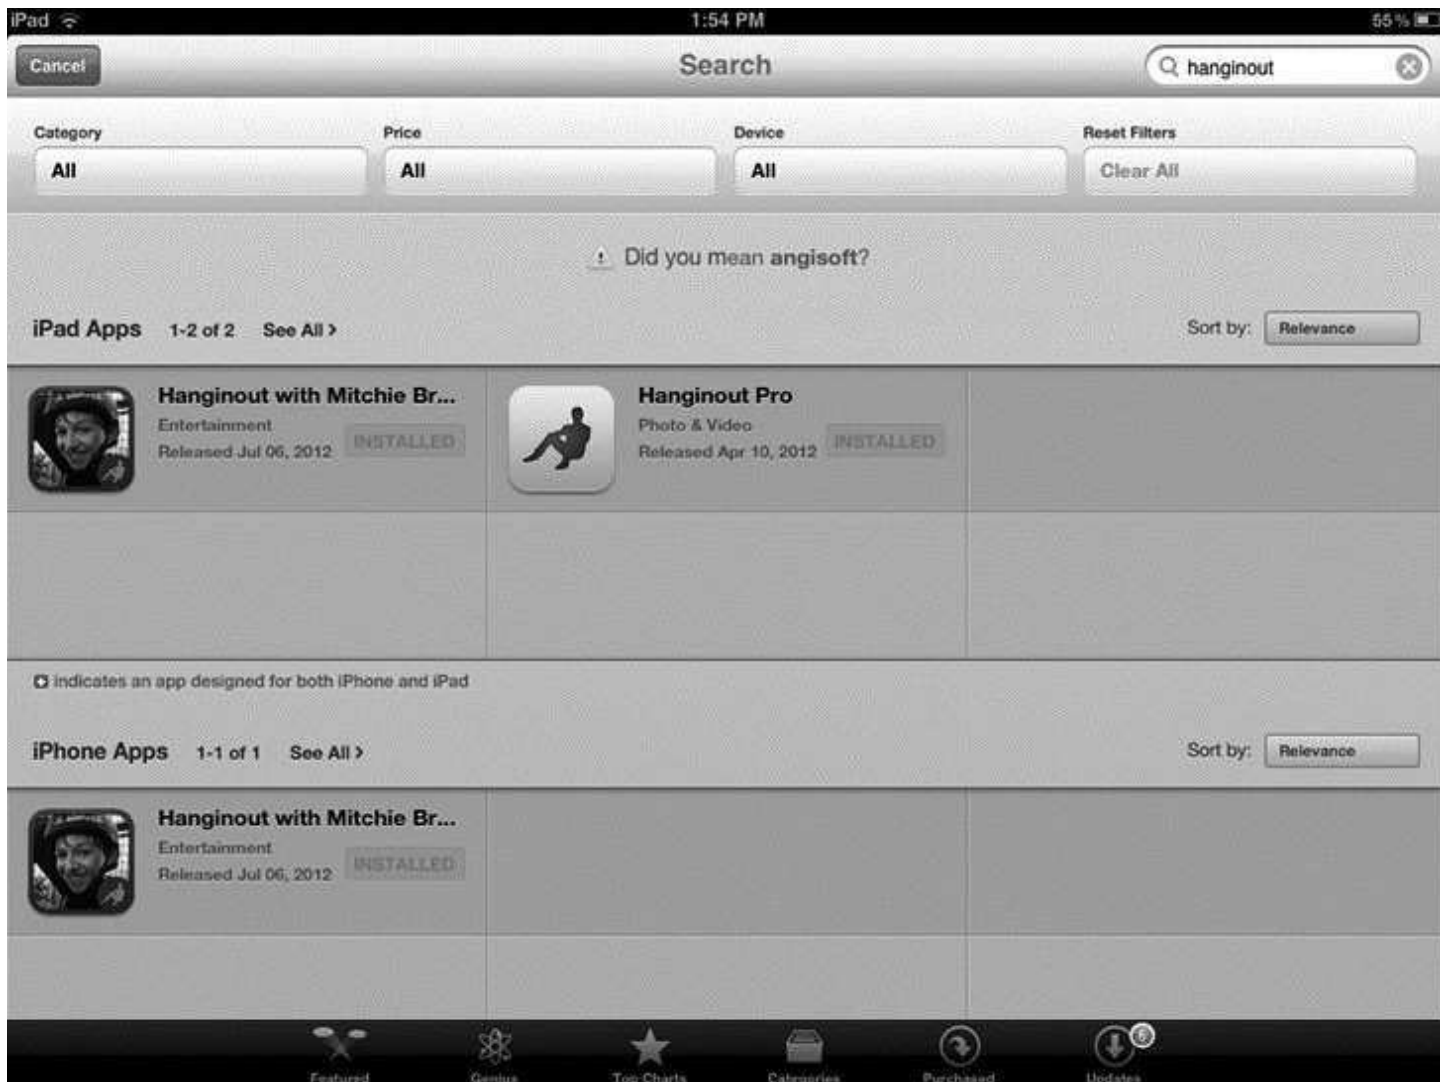 iPad 1:54 PM 55%
Cancel Search hanginout
Category Price Device Reset Filters
All All All Clear All
Did you mean angisoft?
iPad Apps 1-2 of 2 See All > Sort by: Relevance
Hanginout with Mitchie Br... Hanginout Pro
Entertainment Photo & Video
Released Jul 06, 2012 INSTALLED Released Apr 10, 2012 INSTALLED
indicates an app designed for both iPhone and iPad
iPhone Apps 1-1 of 1 See All > Sort by: Relevance
Hanginout with Mitchie Br...
Entertainment
Released Jul 06, 2012 INSTALLED
6
Featured Genius Top Charts Categories Purchased Updates